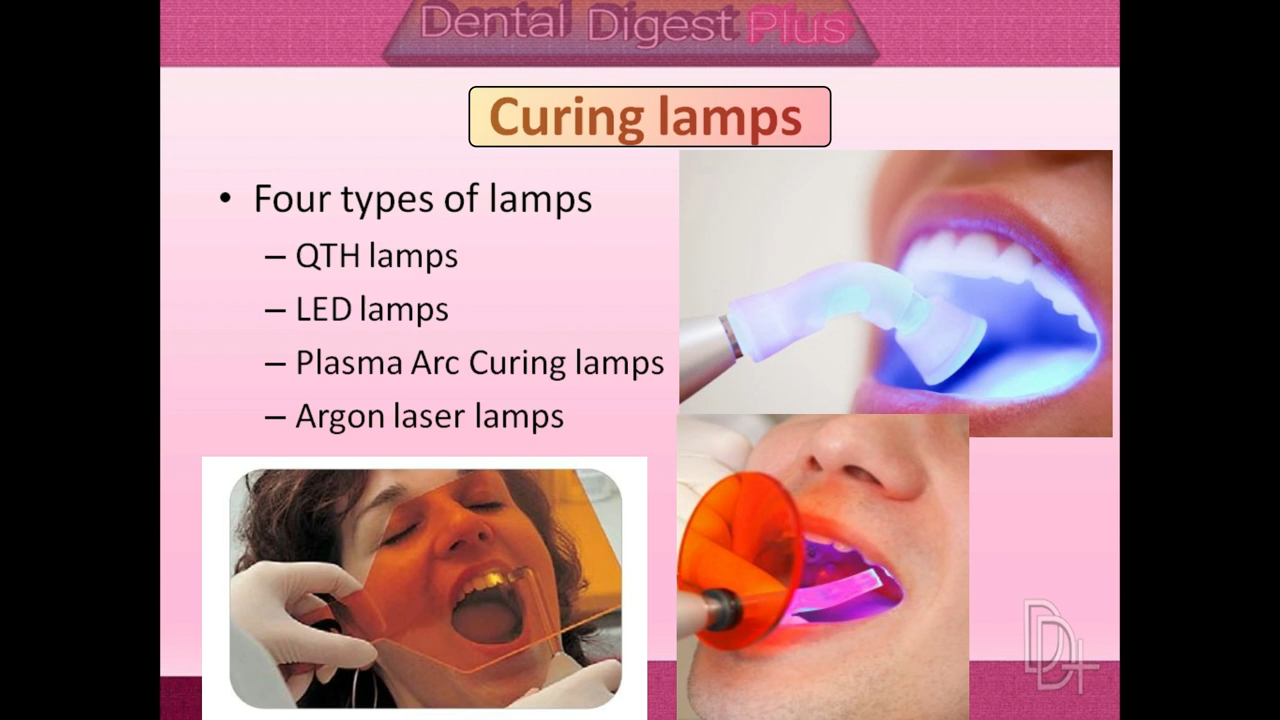 Dental Digest Plus
Curing lamps
• Four types of lamps
– QTH lamps
– LED lamps
– Plasma Arc Curing lamps
– Argon laser lamps
DD+